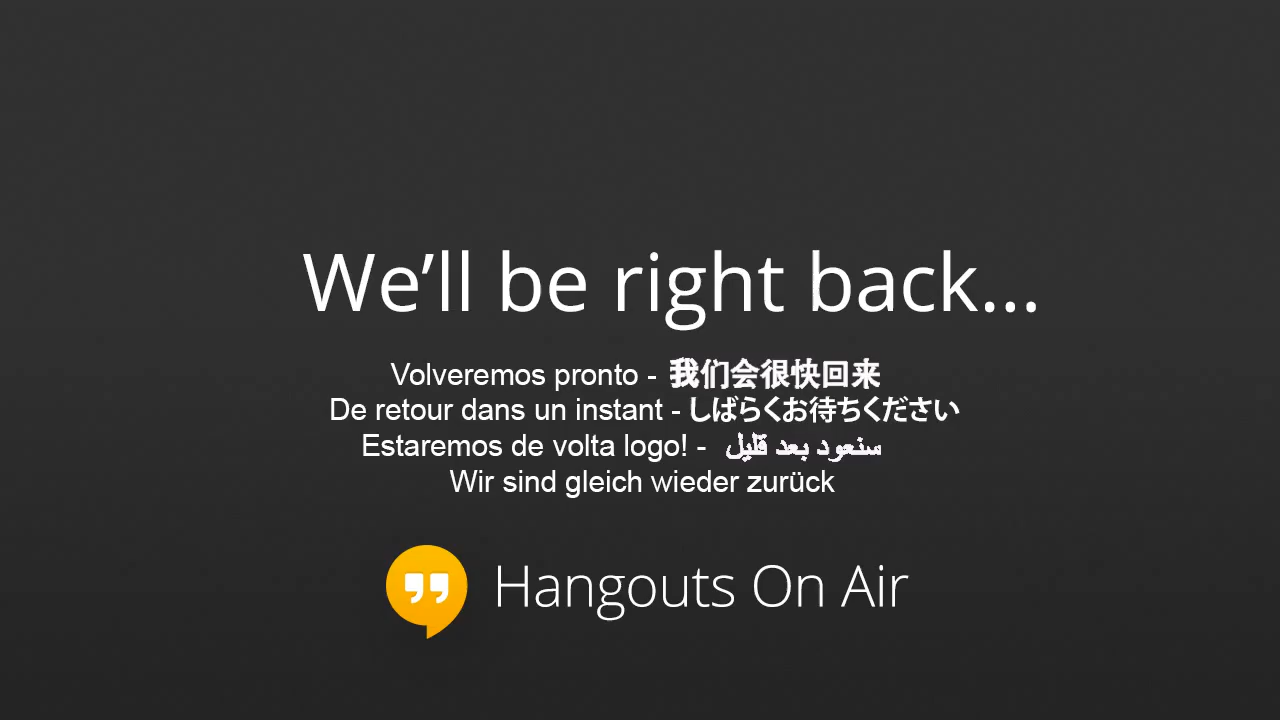 We’ll be right back...
Volveremos pronto - 我们会很快回来
De retour dans un instant - しばらくお待ちください
Estaremos de volta logo! - سنعود بعد قليل
Wir sind gleich wieder zurück
Hangouts On Air